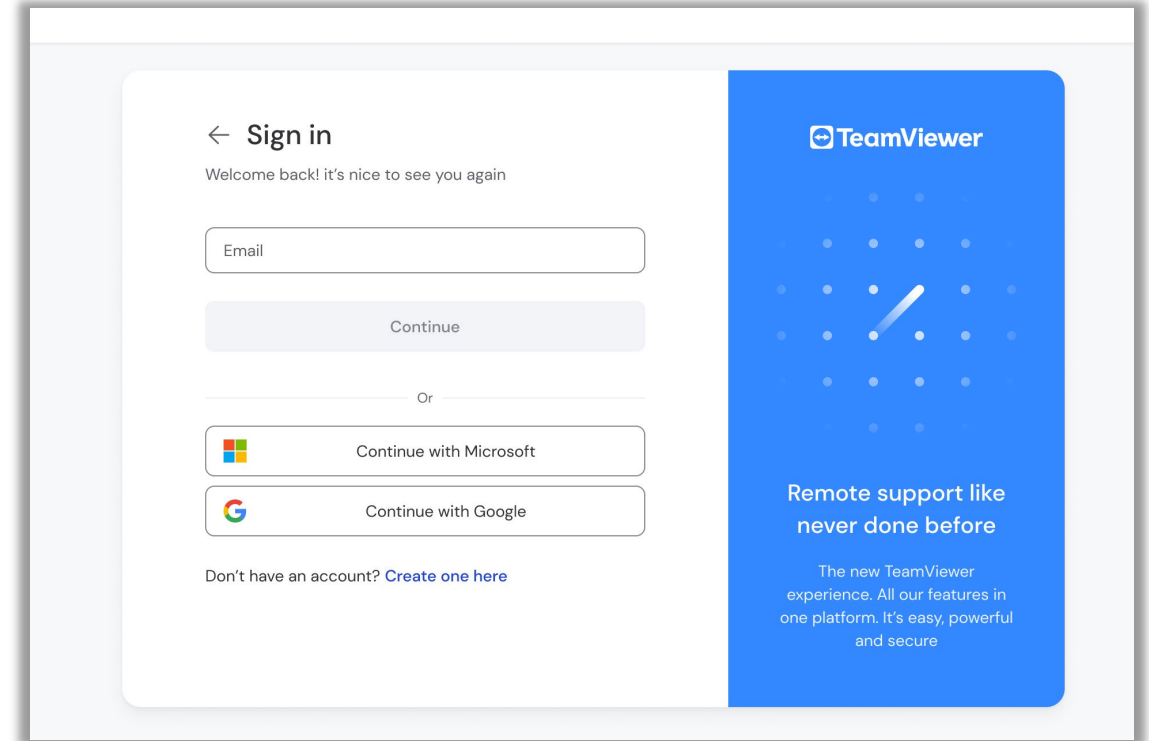 ← Sign in
Welcome back! it’s nice to see you again
Email
Continue
Or
Continue with Microsoft
Continue with Google
Don’t have an account? Create one here
TeamViewer
Remote support like
never done before
The new TeamViewer
experience. All our features in
one platform. It’s easy, powerful
and secure